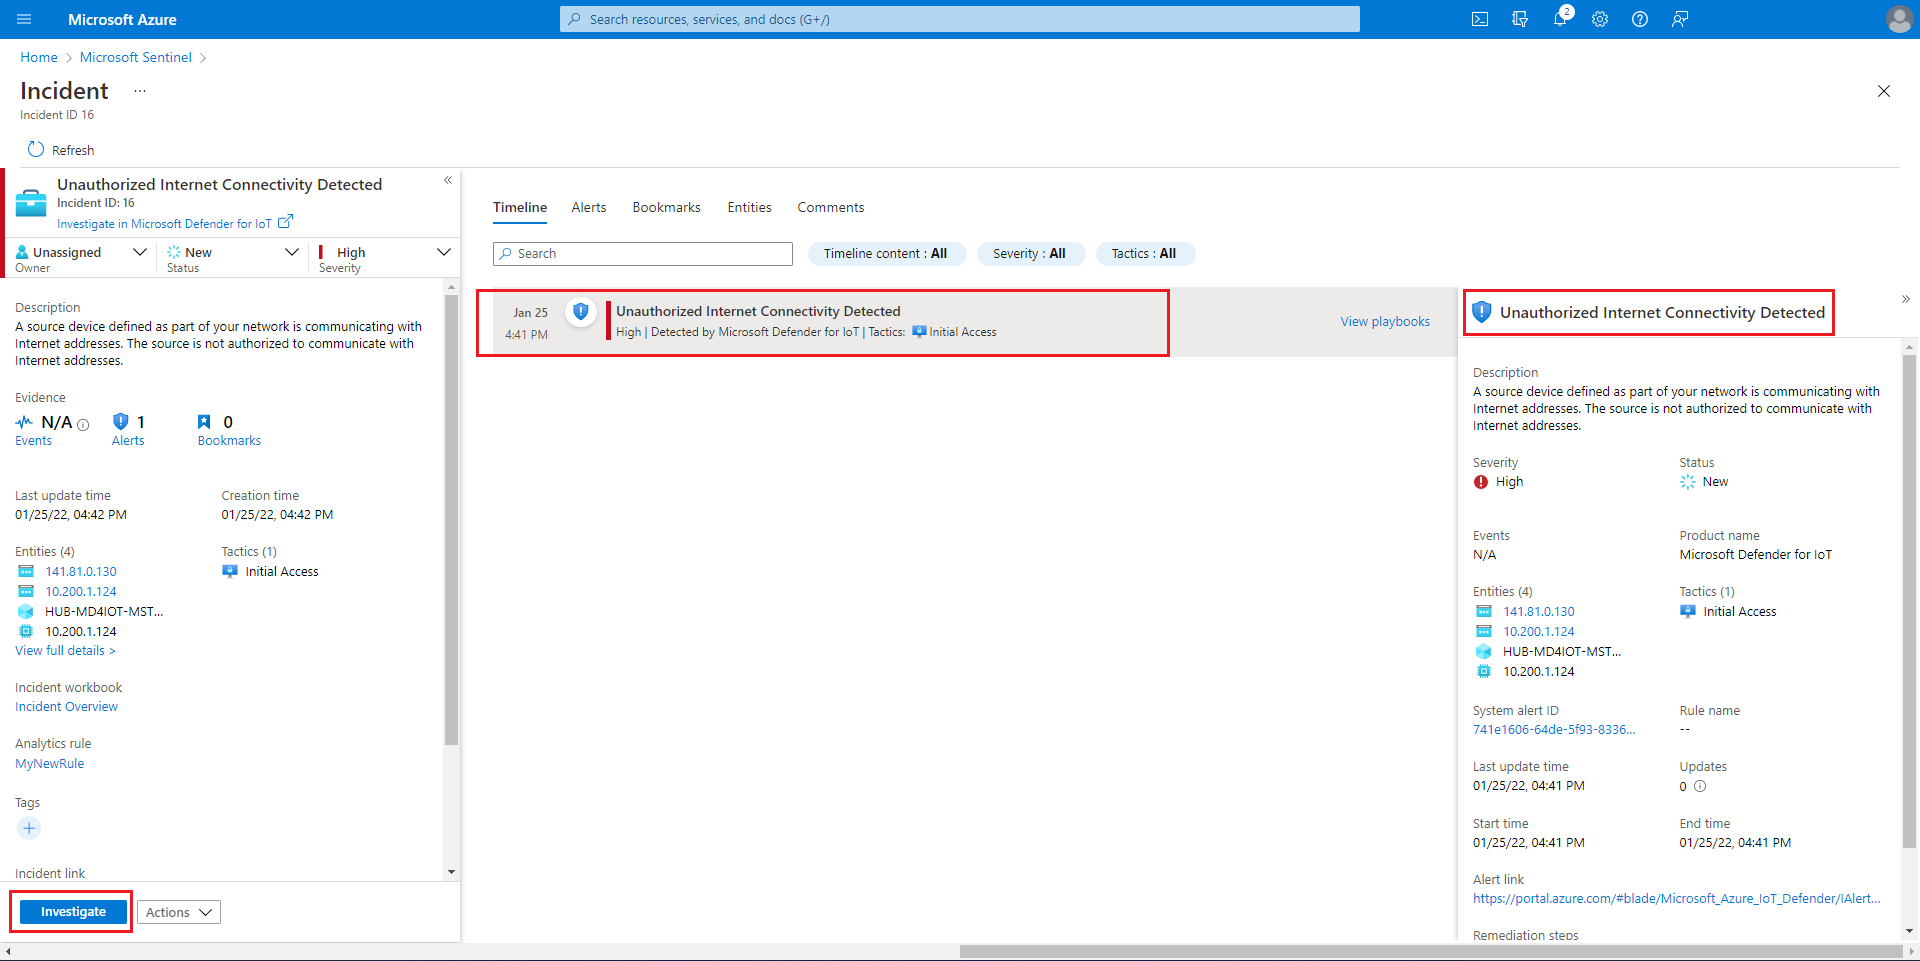 Microsoft Azure
Search resources, services, and docs (G+/)
2
Home > Microsoft Sentinel >
Incident ...
Incident ID 16
Refresh
Unauthorized Internet Connectivity Detected
Incident ID: 16
Investigate in Microsoft Defender for IoT
Unassigned
Owner
New
Status
High
Severity
Description
A source device defined as part of your network is communicating with
Internet addresses. The source is not authorized to communicate with
Internet addresses.
Evidence
N/A
Events
1
Alerts
0
Bookmarks
Last update time
01/25/22, 04:42 PM
Creation time
01/25/22, 04:42 PM
Entities (4)
141.81.0.130
10.200.1.124
HUB-MD4IOT-MST...
10.200.1.124
View full details >
Tactics (1)
Initial Access
Incident workbook
Incident Overview
Analytics rule
MyNewRule
Tags
Incident link
Investigate
Actions
Timeline
Alerts
Bookmarks
Entities
Comments
Search
Timeline content : All
Severity : All
Tactics : All
Jan 25
4:41 PM
Unauthorized Internet Connectivity Detected
High | Detected by Microsoft Defender for IoT | Tactics: Initial Access
View playbooks
Unauthorized Internet Connectivity Detected
Description
A source device defined as part of your network is communicating with
Internet addresses. The source is not authorized to communicate with
Internet addresses.
Severity
High
Status
New
Events
N/A
Product name
Microsoft Defender for IoT
Entities (4)
141.81.0.130
10.200.1.124
HUB-MD4IOT-MST...
10.200.1.124
Tactics (1)
Initial Access
System alert ID
741e1606-64de-5f93-8336...
Rule name
--
Last update time
01/25/22, 04:41 PM
Updates
0
Start time
01/25/22, 04:41 PM
End time
01/25/22, 04:41 PM
Alert link
https://portal.azure.com/#blade/Microsoft_Azure_IoT_Defender/IAlert...
Remediation steps